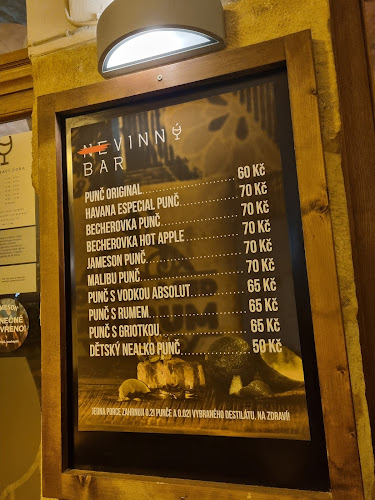 NEVINNÝ
BAR
PUNČ ORIGINAL 60 Kč
HAVANA ESPECIAL PUNČ 70 Kč
BECHEROVKA PUNČ 70 Kč
BECHEROVKA HOT APPLE 70 Kč
JAMESON PUNČ 70 Kč
MALIBU PUNČ 70 Kč
PUNČ S VODKOU ABSOLUT 65 Kč
PUNČ S RUMEM 65 Kč
PUNČ S GRIOTKOU 65 Kč
DĚTSKÝ NEALKO PUNČ 50 Kč
JEDNA PORCE ZAHRNUJE 0,2l PUNČE A 0,02l VYBRANÉHO DESTILÁTU. NA ZDRAVÍ!